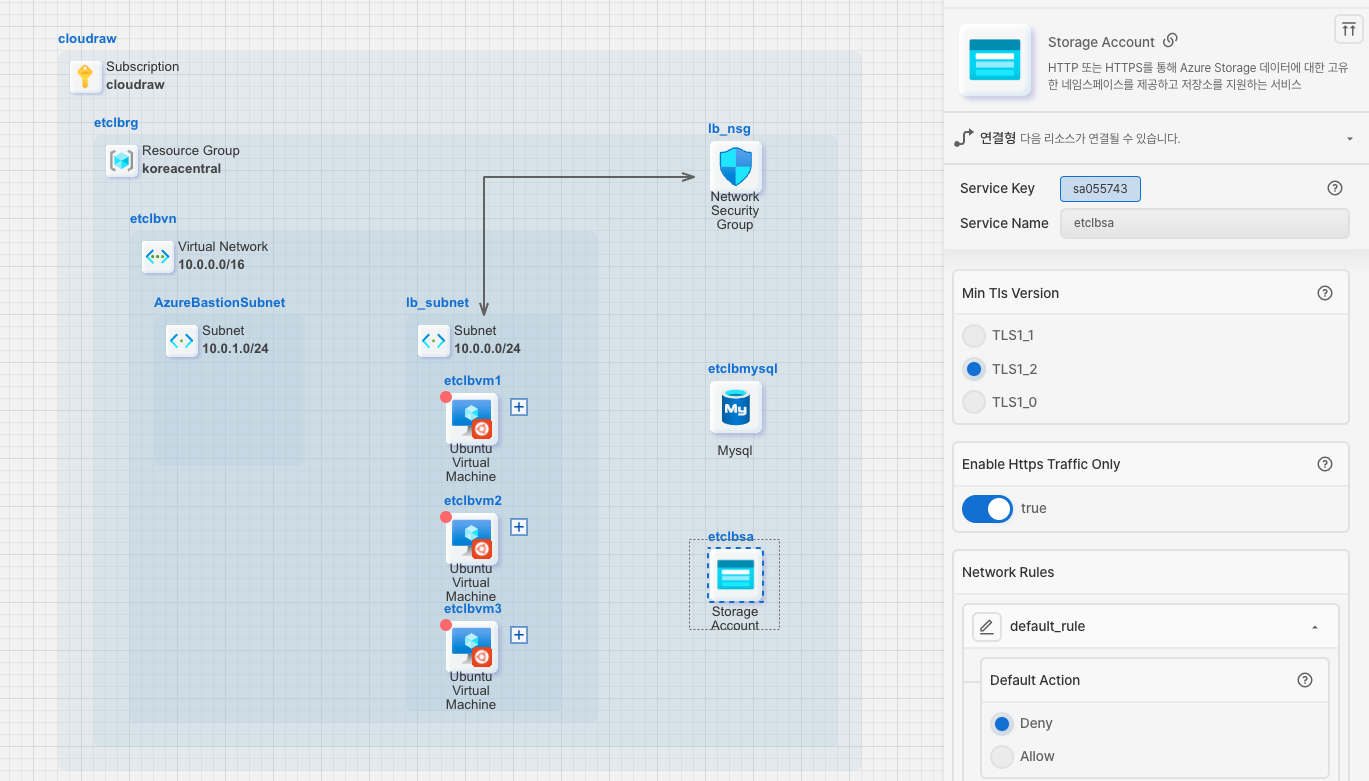 cloudraw
Subscription
cloudraw
etclbrg
Resource Group
koreacentral
etclbvn
Virtual Network
10.0.0.0/16
AzureBastionSubnet
Subnet
10.0.1.0/24
lb_subnet
Subnet
10.0.0.0/24
etclbvm1
Ubuntu
Virtual
Machine
etclbvm2
Ubuntu
Virtual
Machine
etclbvm3
Ubuntu
Virtual
Machine
lb_nsg
Network
Security
Group
etclbmysql
My
Mysql
etclbsa
Storage
Account
Storage Account
HTTP 또는 HTTPS를 통해 Azure Storage 데이터에 대한 고유
한 네임스페이스를 제공하고 저장소를 지원하는 서비스
연결형 다음 리소스가 연결될 수 있습니다.
Service Key sa055743
Service Name etclbsa
Min Tls Version
TLS1_1
TLS1_2
TLS1_0
Enable Https Traffic Only
true
Network Rules
default_rule
Default Action
Deny
Allow